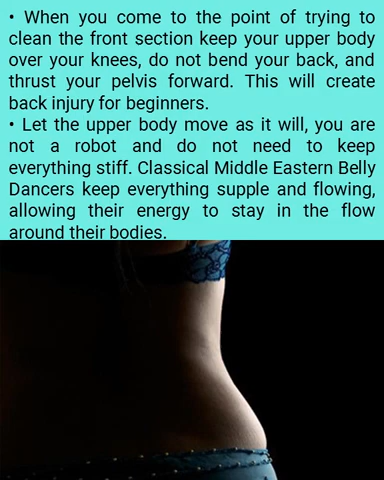 • When you come to the point of trying to
clean the front section keep your upper body
over your knees, do not bend your back, and
thrust your pelvis forward. This will create
back injury for beginners.
• Let the upper body move as it will, you are
not a robot and do not need to keep
everything stiff. Classical Middle Eastern Belly
Dancers keep everything supple and flowing,
allowing their energy to stay in the flow
around their bodies.